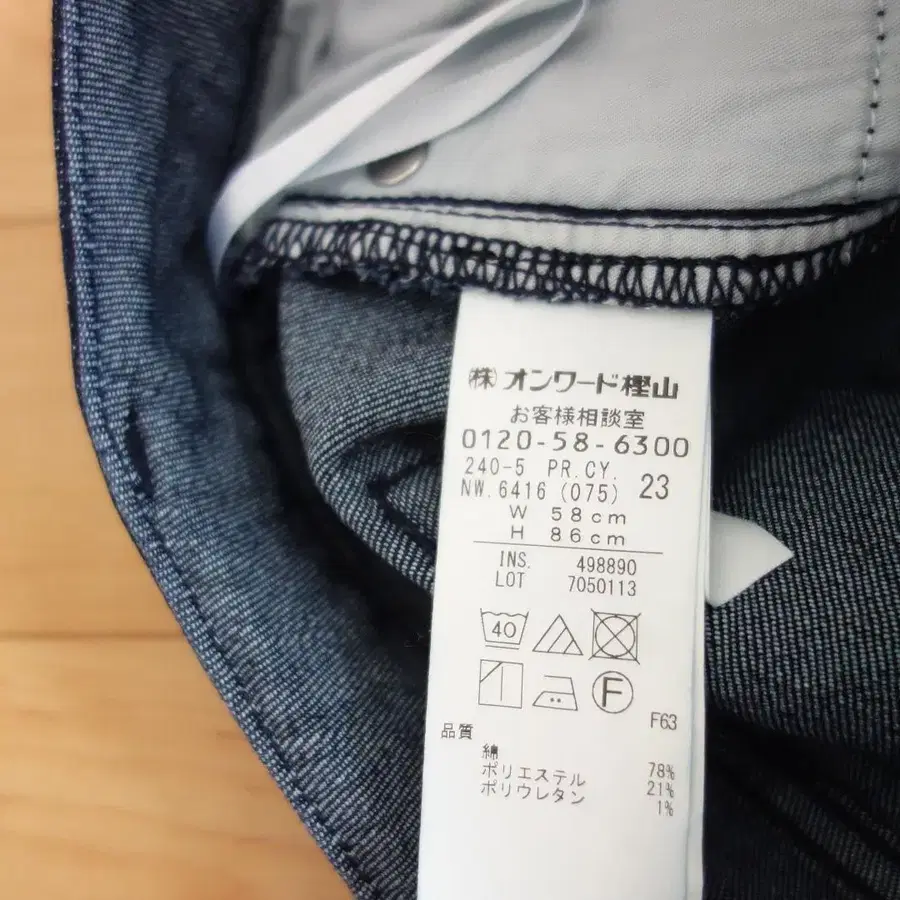 ㈱オンワード樫山
お客様相談室
0120-58-6300
240-5 PR.CY.
NW.6416 (075) 23
W 58cm
H 86cm
INS. 498890
LOT 7050113
40
F
F63
品質
綿 78%
ポリエステル 21%
ポリウレタン 1%